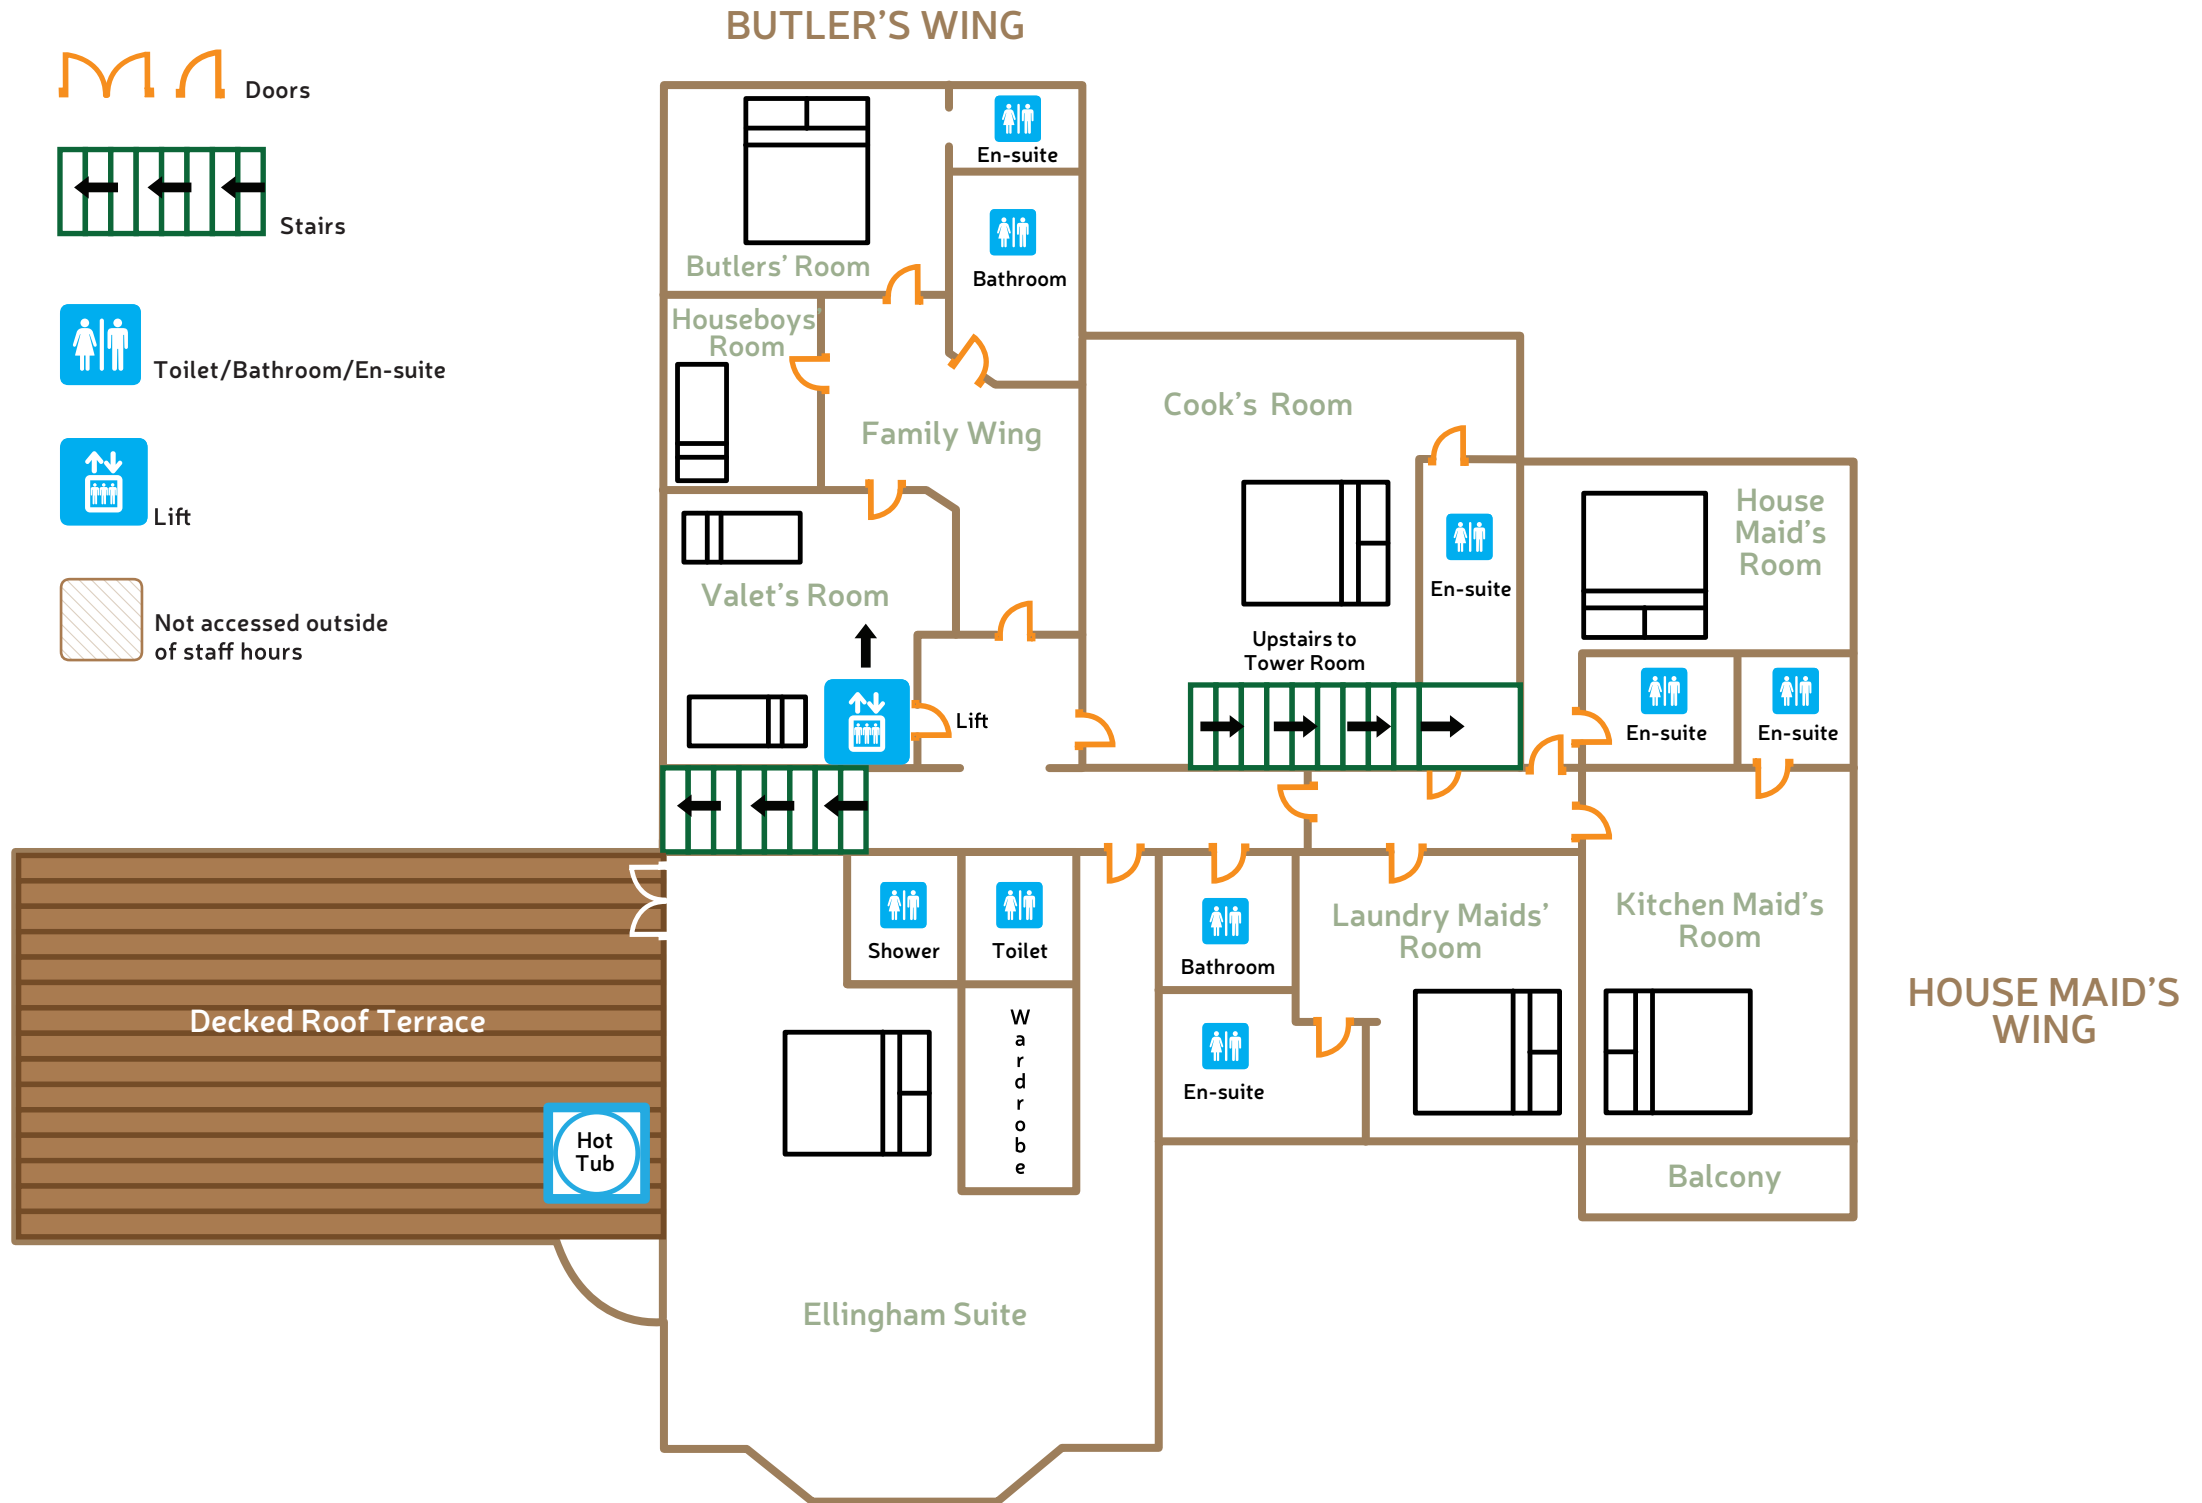 BUTLER'S WING
Doors
Stairs
Toilet/Bathroom/En-suite
Lift
Not accessed outside
of staff hours
En-suite
Bathroom
Butlers' Room
Houseboys'
Room
Family Wing
Cook's Room
En-suite
House
Maid's
Room
Valet's Room
Upstairs to
Tower Room
Lift
En-suite
En-suite
Shower
Toilet
Bathroom
Laundry Maids'
Room
Kitchen Maid's
Room
HOUSE MAID'S
WING
Decked Roof Terrace
Wardrobe
En-suite
Hot
Tub
Balcony
Ellingham Suite